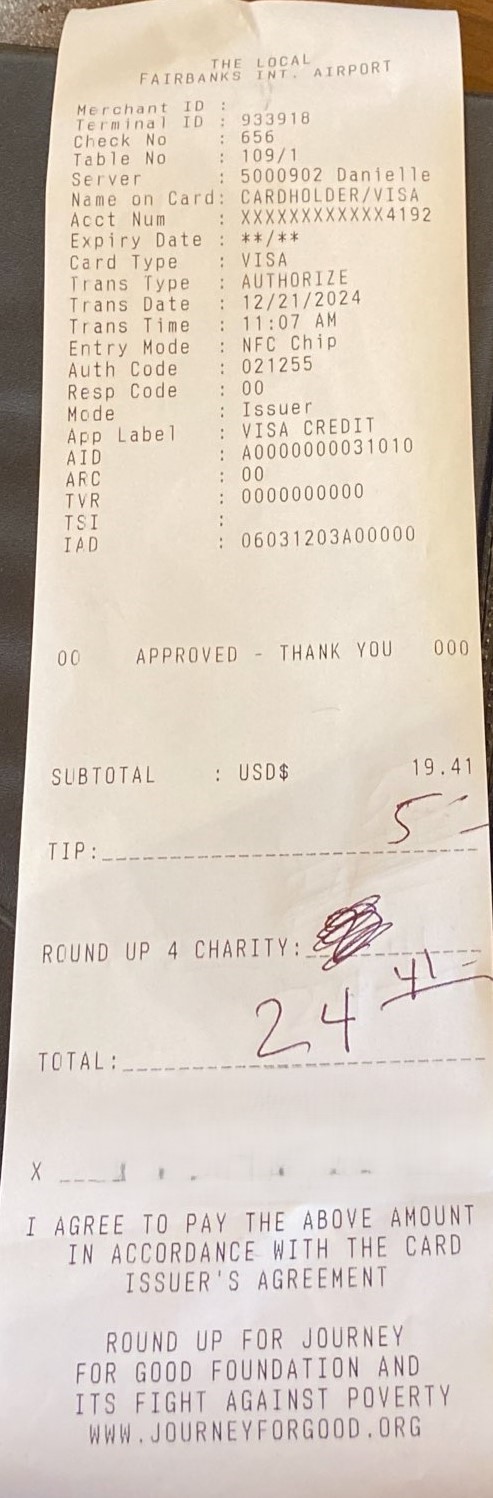 THE LOCAL
FAIRBANKS INT. AIRPORT
Merchant ID :
Terminal ID : 933918
Check No : 656
Table No : 109/1
Server : 5000902 Danielle
Name on Card: CARDHOLDER/VISA
Acct Num : XXXXXXXXXXXX4192
Expiry Date : **/**
Card Type : VISA
Trans Type : AUTHORIZE
Trans Date : 12/21/2024
Trans Time : 11:07 AM
Entry Mode : NFC Chip
Auth Code : 021255
Resp Code : 00
Mode : Issuer
App Label : VISA CREDIT
AID : A0000000031010
ARC : 00
TVR : 0000000000
TSI :
IAD : 06031203A00000
00 APPROVED - THANK YOU 000
SUBTOTAL : USD$ 19.41
TIP: 5 -
ROUND UP 4 CHARITY:
TOTAL: 24 41
X
I AGREE TO PAY THE ABOVE AMOUNT
IN ACCORDANCE WITH THE CARD
ISSUER'S AGREEMENT
ROUND UP FOR JOURNEY
FOR GOOD FOUNDATION AND
ITS FIGHT AGAINST POVERTY
WWW.JOURNEYFORGOOD.ORG